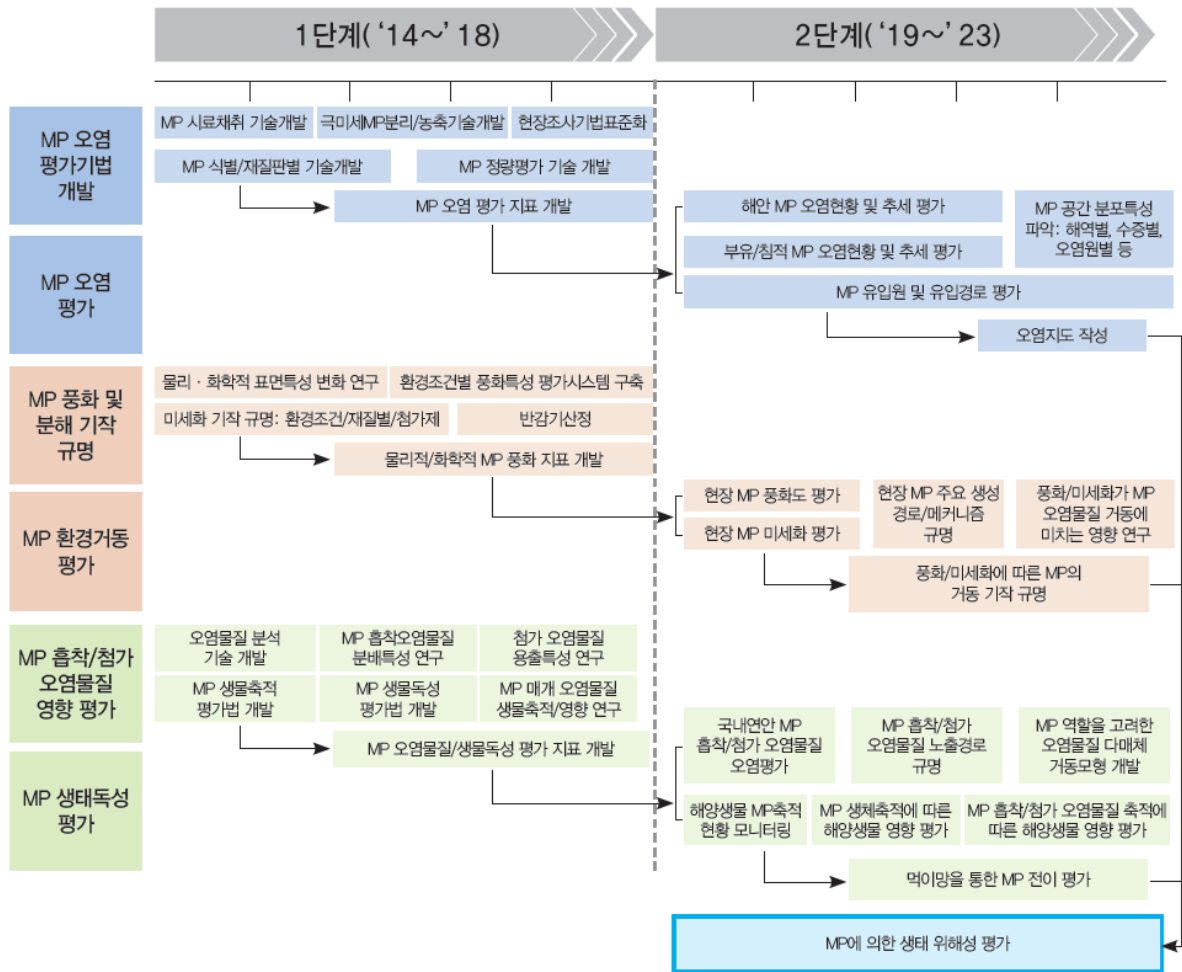 1단계( ‘14～’ 18)
2단계( ‘19～’ 23)
MP 오염
평가기법
개발
MP 시료채취 기술개발
극미세MP분리/농축기술개발
현장조사기법표준화
MP 식별/재질판별 기술개발
MP 정량평가 기술 개발
MP 오염 평가 지표 개발
MP 오염
평가
해안 MP 오염현황 및 추세 평가
MP 공간 분포특성
파악: 해역별, 수증별,
오염원별 등
부유/침적 MP 오염현황 및 추세 평가
MP 유입원 및 유입경로 평가
오염지도 작성
MP 풍화 및
분해 기작
규명
물리 · 화학적 표면특성 변화 연구
환경조건별 풍화특성 평가시스템 구축
미세화 기작 규명: 환경조건/재질별/첨가제
반감기산정
물리적/화학적 MP 풍화 지표 개발
MP 환경거동
평가
현장 MP 풍화도 평가
현장 MP 미세화 평가
현장 MP 주요 생성
경로/메커니즘
규명
풍화/미세화가 MP
오염물질 거동에
미치는 영향 연구
풍화/미세화에 따른 MP의
거동 기작 규명
MP 흡착/첨가
오염물질
영향 평가
오염물질 분석
기술 개발
MP 흡착오염물질
분배특성 연구
첨가 오염물질
용출특성 연구
MP 생물축적
평가법 개발
MP 생물독성
평가법 개발
MP 매개 오염물질
생물축적/영향 연구
MP 오염물질/생물독성 평가 지표 개발
MP 생태독성
평가
국내연안 MP
흡착/첨가 오염물질
오염평가
MP 흡착/첨가
오염물질 노출경로
규명
MP 역할을 고려한
오염물질 다매체
거동모형 개발
해양생물 MP축적
현황 모니터링
MP 생체축적에 따른
해양생물 영향 평가
MP 흡착/첨가 오염물질 축적에
따른 해양생물 영향 평가
먹이망을 통한 MP 전이 평가
MP에 의한 생태 위해성 평가